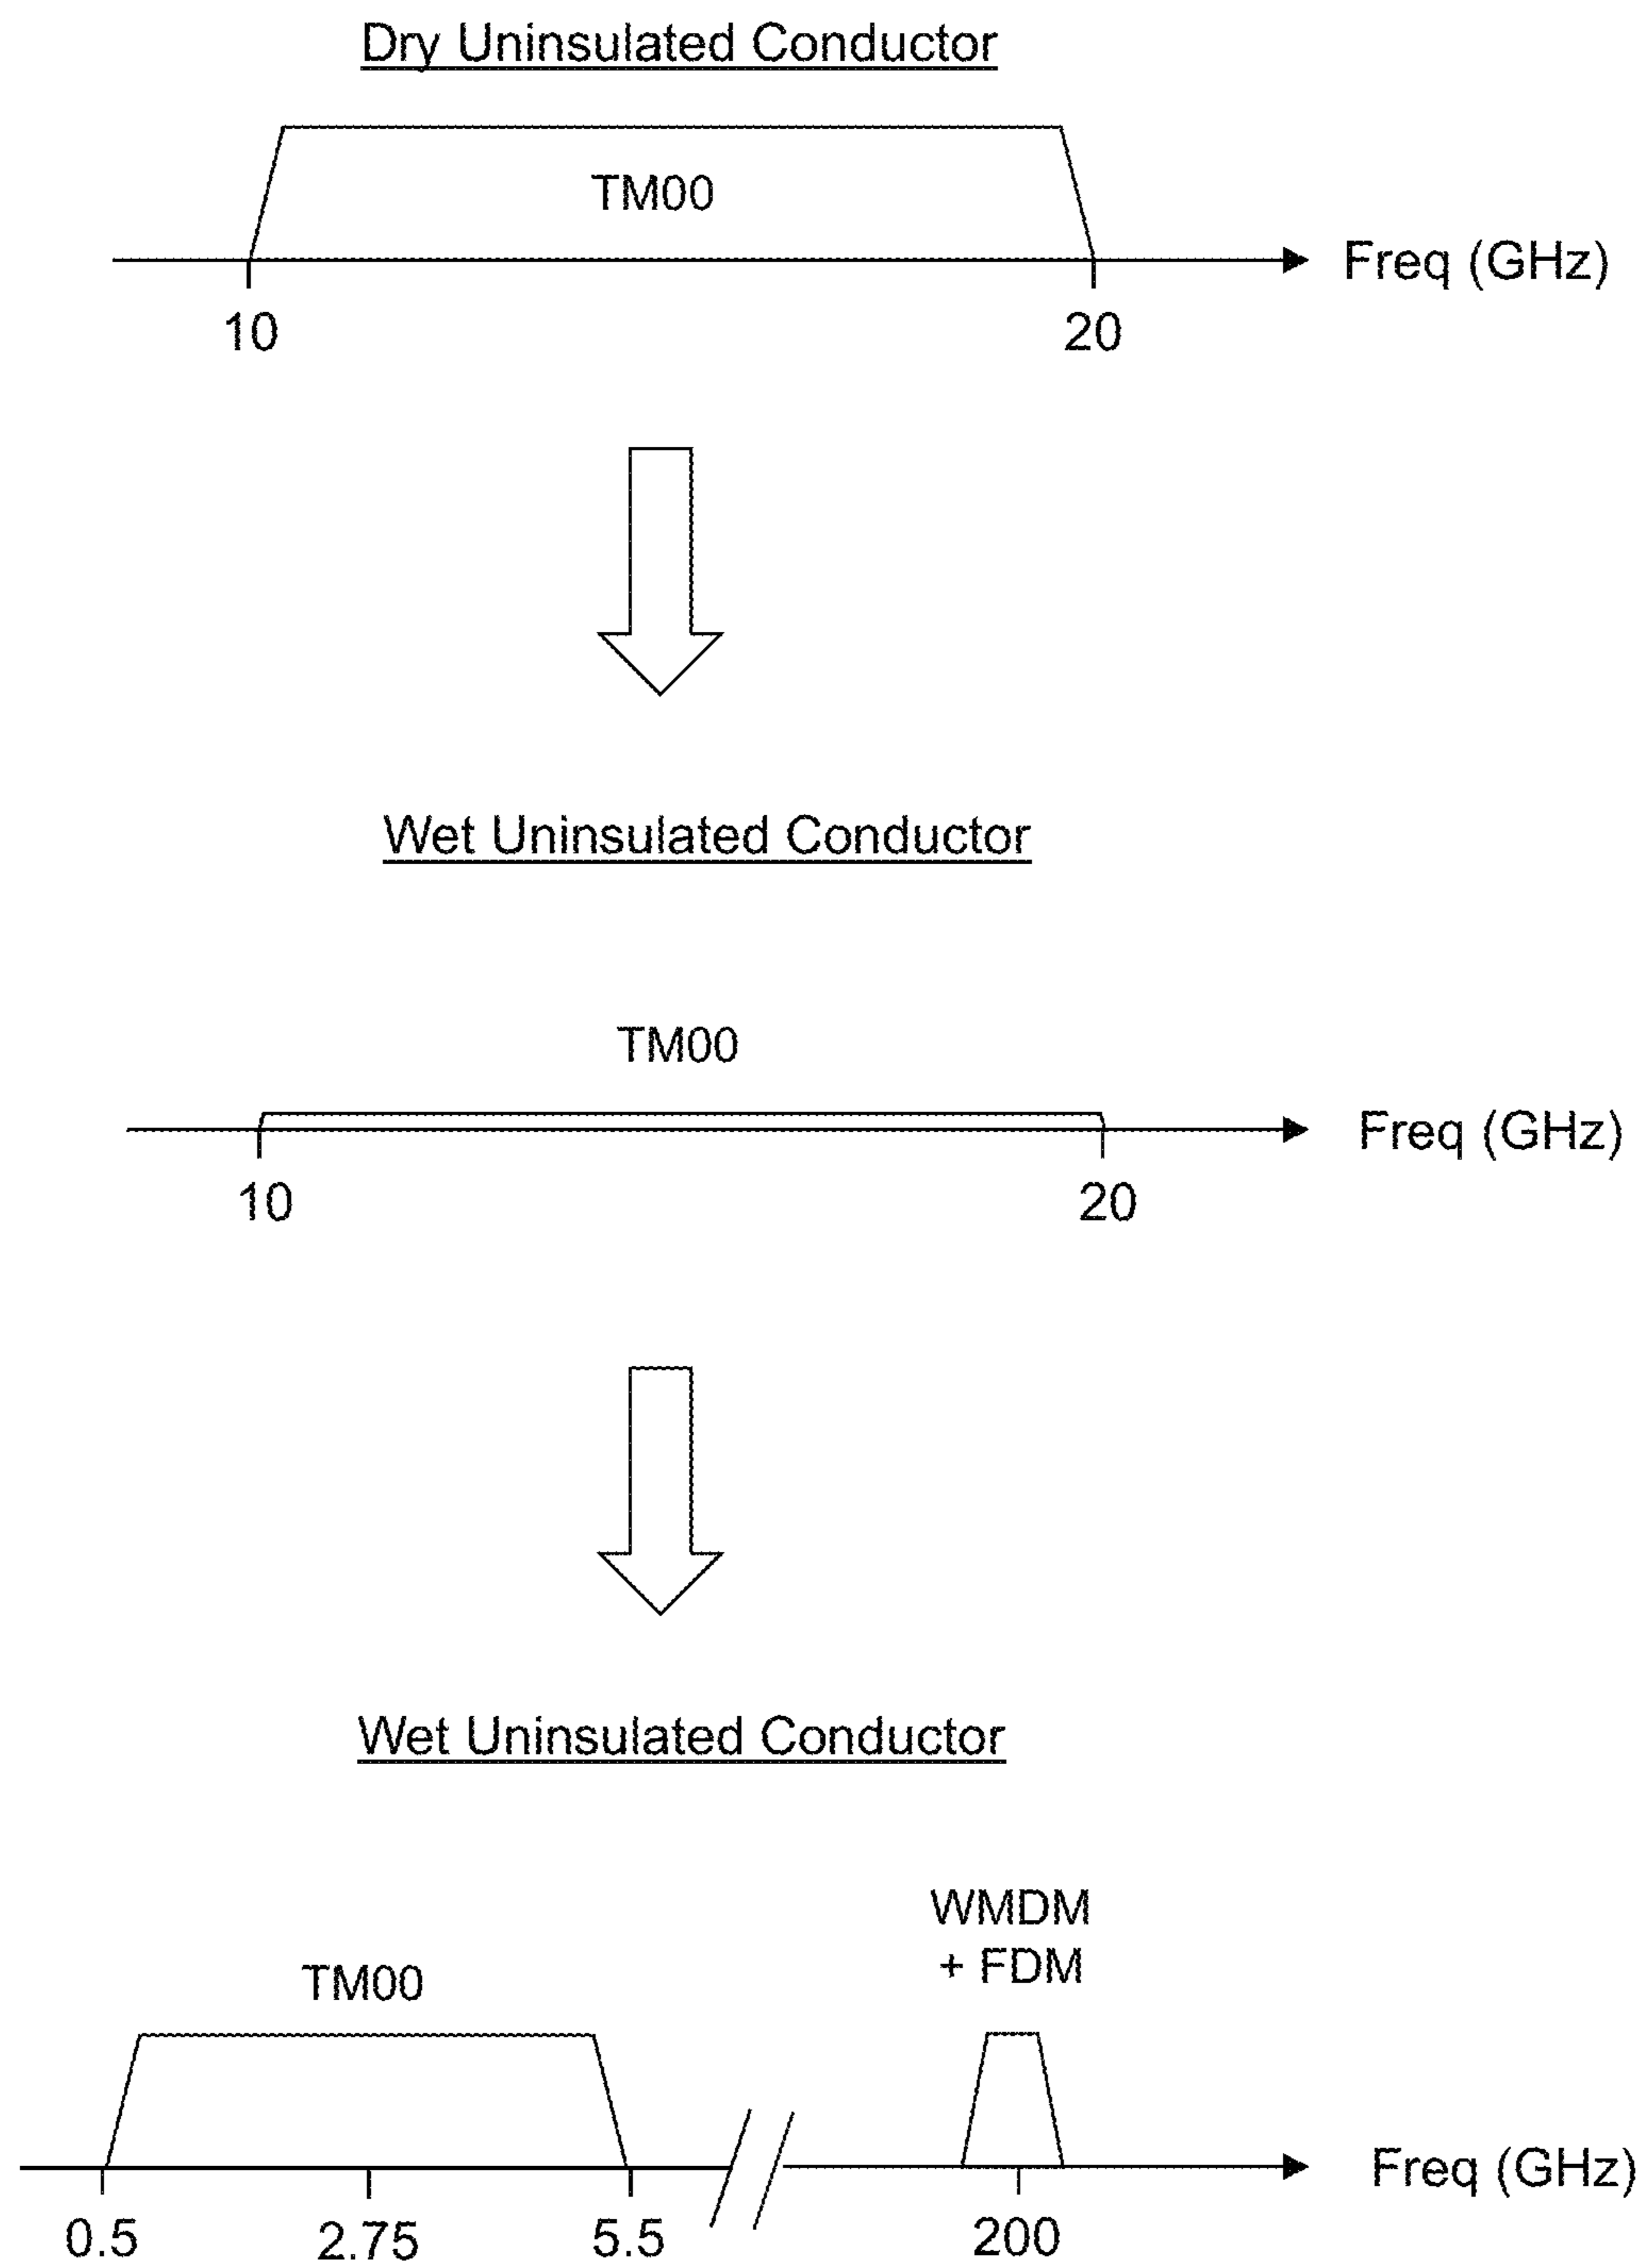 Dry Uninsulated Conductor
TM00
Freq (GHz)
10
20
Wet Uninsulated Conductor
TM00
Freq (GHz)
10
20
Wet Uninsulated Conductor
WMDM
+ FDM
TM00
Freq (GHz)
0.5
2.75
5.5
200